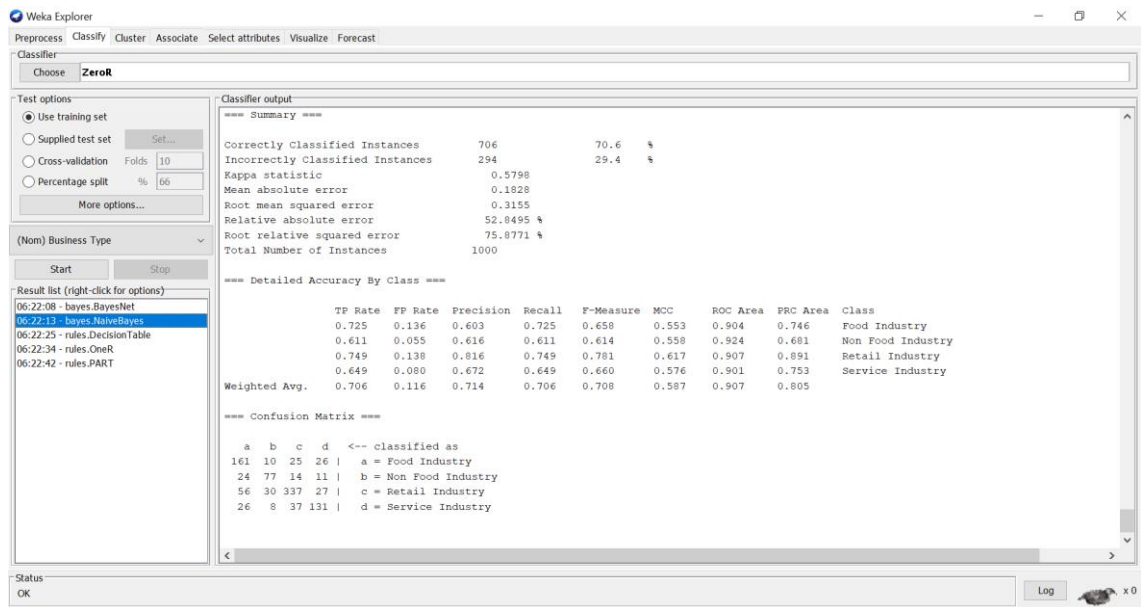 Weka Explorer
Preprocess Classify Cluster Associate Select attributes Visualize Forecast
Classifier
Choose ZeroR
Test options
Use training set
Supplied test set Set...
Cross-validation Folds 10
Percentage split % 66
More options...
(Nom) Business Type
Start Stop
Result list (right-click for options)
06:22:08 - bayes.BayesNet
06:22:13 - bayes.NaiveBayes
06:22:25 - rules.DecisionTable
06:22:34 - rules.OneR
06:22:42 - rules.PART
Classifier output
=== Summary ===
Correctly Classified Instances 706 70.6 %
Incorrectly Classified Instances 294 29.4 %
Kappa statistic 0.5798
Mean absolute error 0.1828
Root mean squared error 0.3155
Relative absolute error 52.8495 %
Root relative squared error 75.8771 %
Total Number of Instances 1000
=== Detailed Accuracy By Class ===
TP Rate FP Rate Precision Recall F-Measure MCC ROC Area PRC Area Class
0.725 0.136 0.603 0.725 0.658 0.553 0.904 0.746 Food Industry
0.611 0.055 0.616 0.611 0.614 0.558 0.924 0.681 Non Food Industry
0.749 0.138 0.816 0.749 0.781 0.617 0.907 0.891 Retail Industry
0.649 0.080 0.672 0.649 0.660 0.576 0.901 0.753 Service Industry
Weighted Avg. 0.706 0.116 0.714 0.706 0.708 0.587 0.907 0.805
=== Confusion Matrix ===
a b c d <-- classified as
161 10 25 26 | a = Food Industry
24 77 14 11 | b = Non Food Industry
56 30 337 27 | c = Retail Industry
26 8 37 131 | d = Service Industry
Status
OK
Log x 0